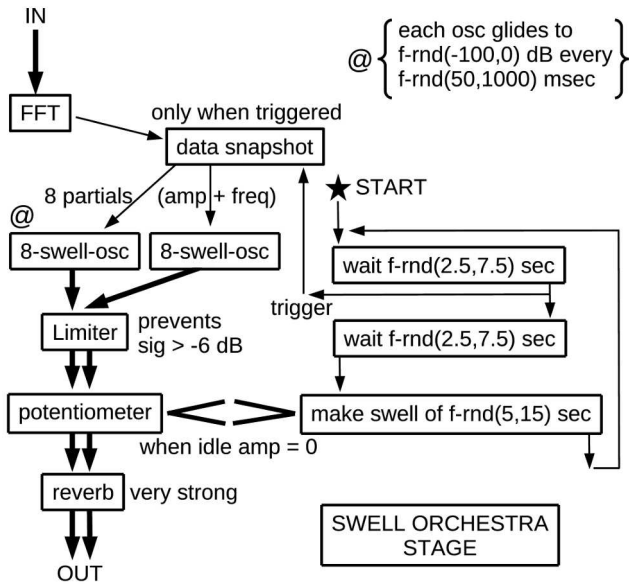 IN
each osc glides to
@ f-rnd(-100,0) dB every
f-rnd(50,1000) msec
FFT
only when triggered
data snapshot
8 partials (amp + freq)
START
@
8-swell-osc 8-swell-osc
wait f-rnd(2.5,7.5) sec
trigger
Limiter
prevents
sig > -6 dB
wait f-rnd(2.5,7.5) sec
potentiometer
make swell of f-rnd(5,15) sec
when idle amp = 0
reverb very strong
SWELL ORCHESTRA
STAGE
OUT